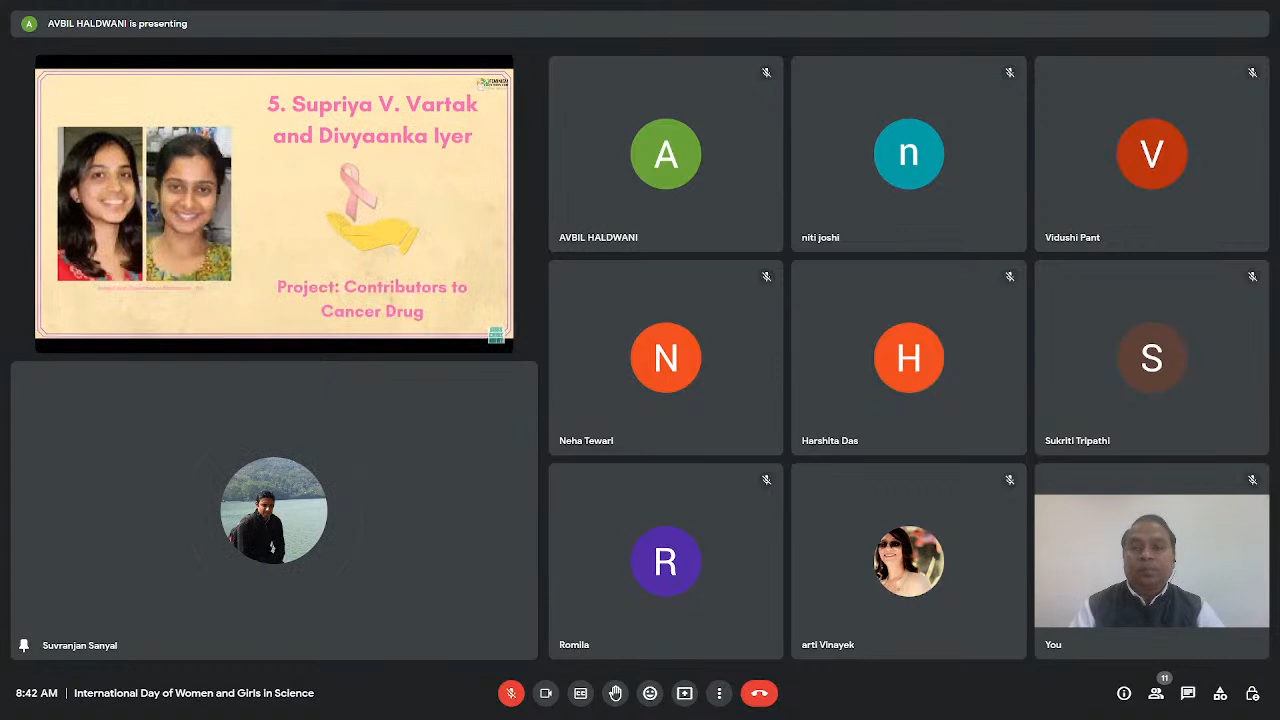 A
AVBIL HALDWANI is presenting
5. Supriya V. Vartak
and Divyaanka Iyer
Project: Contributors to
Cancer Drug
A
AVBIL HALDWANI
n
niti joshi
V
Vidushi Pant
N
Neha Tewari
H
Harshita Das
S
Sukriti Tripathi
Suvranjan Sanyal
R
Romila
arti Vinayek
You
8:42 AM | International Day of Women and Girls in Science
11